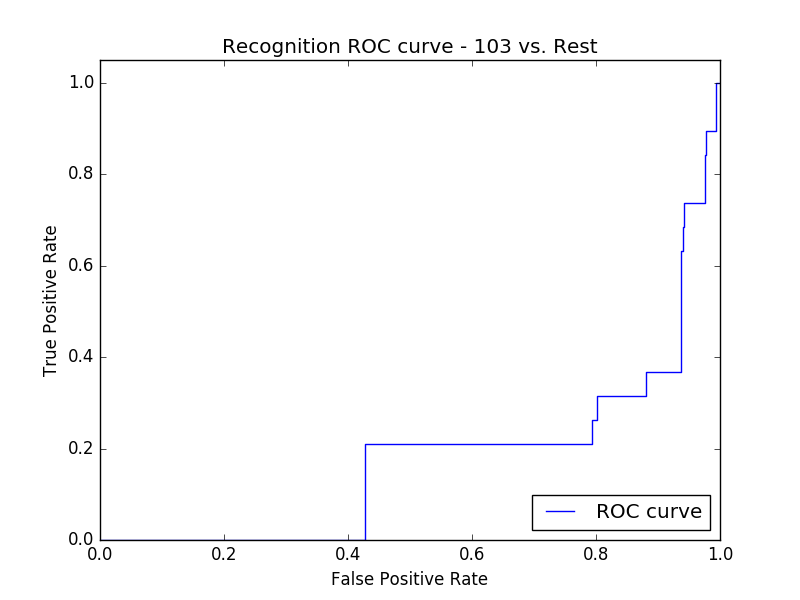 Recognition ROC curve - 103 vs. Rest
1.0
0.8
0.6
0.4
0.2
0.0
True Positive Rate
ROC curve
0.0 0.2 0.4 0.6 0.8 1.0
False Positive Rate